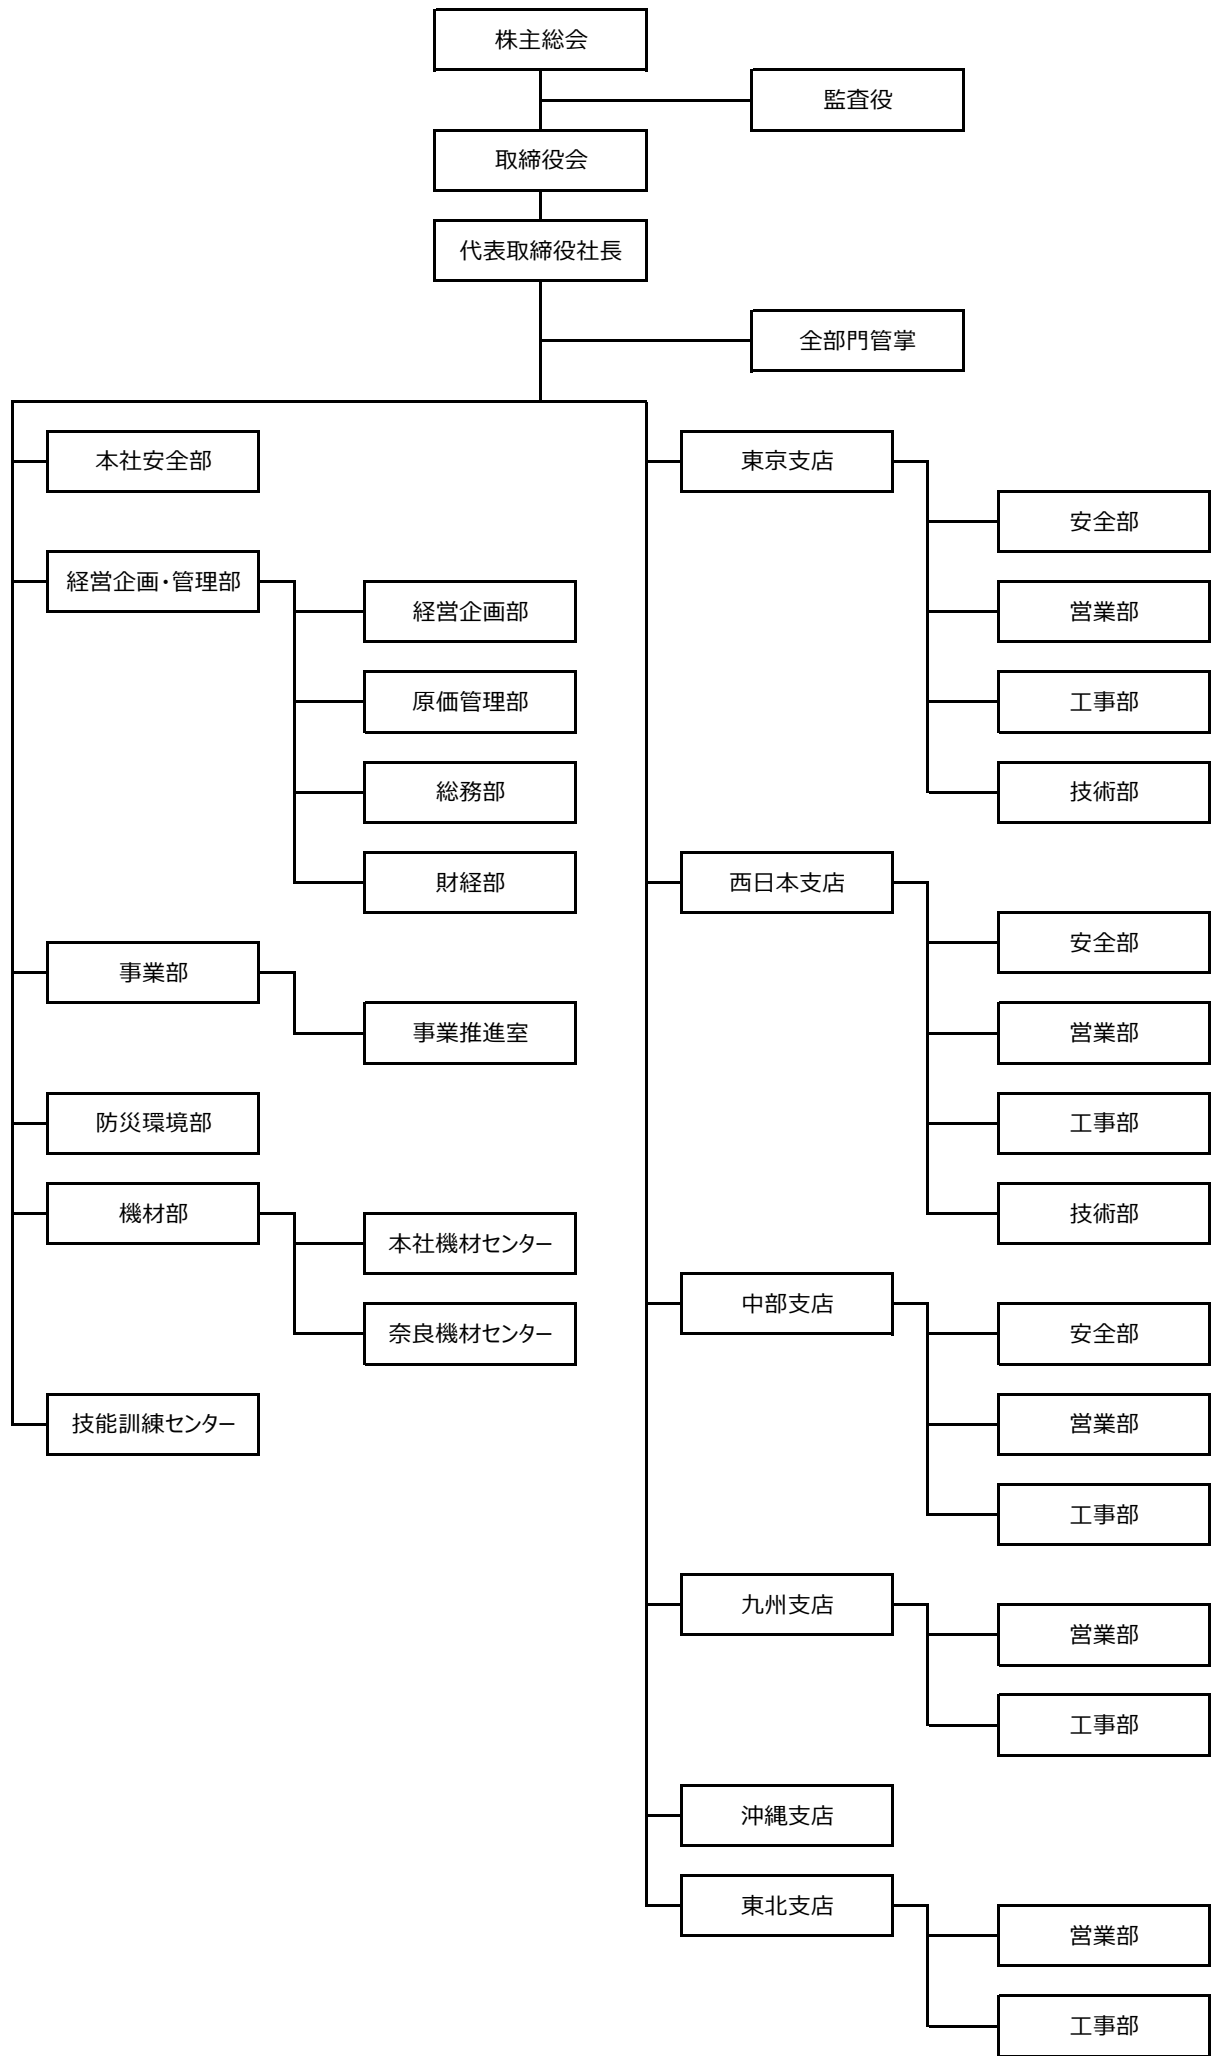 株主総会
監査役
取締役会
代表取締役社長
全部門管掌
本社安全部
経営企画・管理部
経営企画部
原価管理部
総務部
財経部
事業部
事業推進室
防災環境部
機材部
本社機材センター
奈良機材センター
技能訓練センター
東京支店
安全部
営業部
工事部
技術部
西日本支店
安全部
営業部
工事部
技術部
中部支店
安全部
営業部
工事部
九州支店
営業部
工事部
沖縄支店
東北支店
営業部
工事部